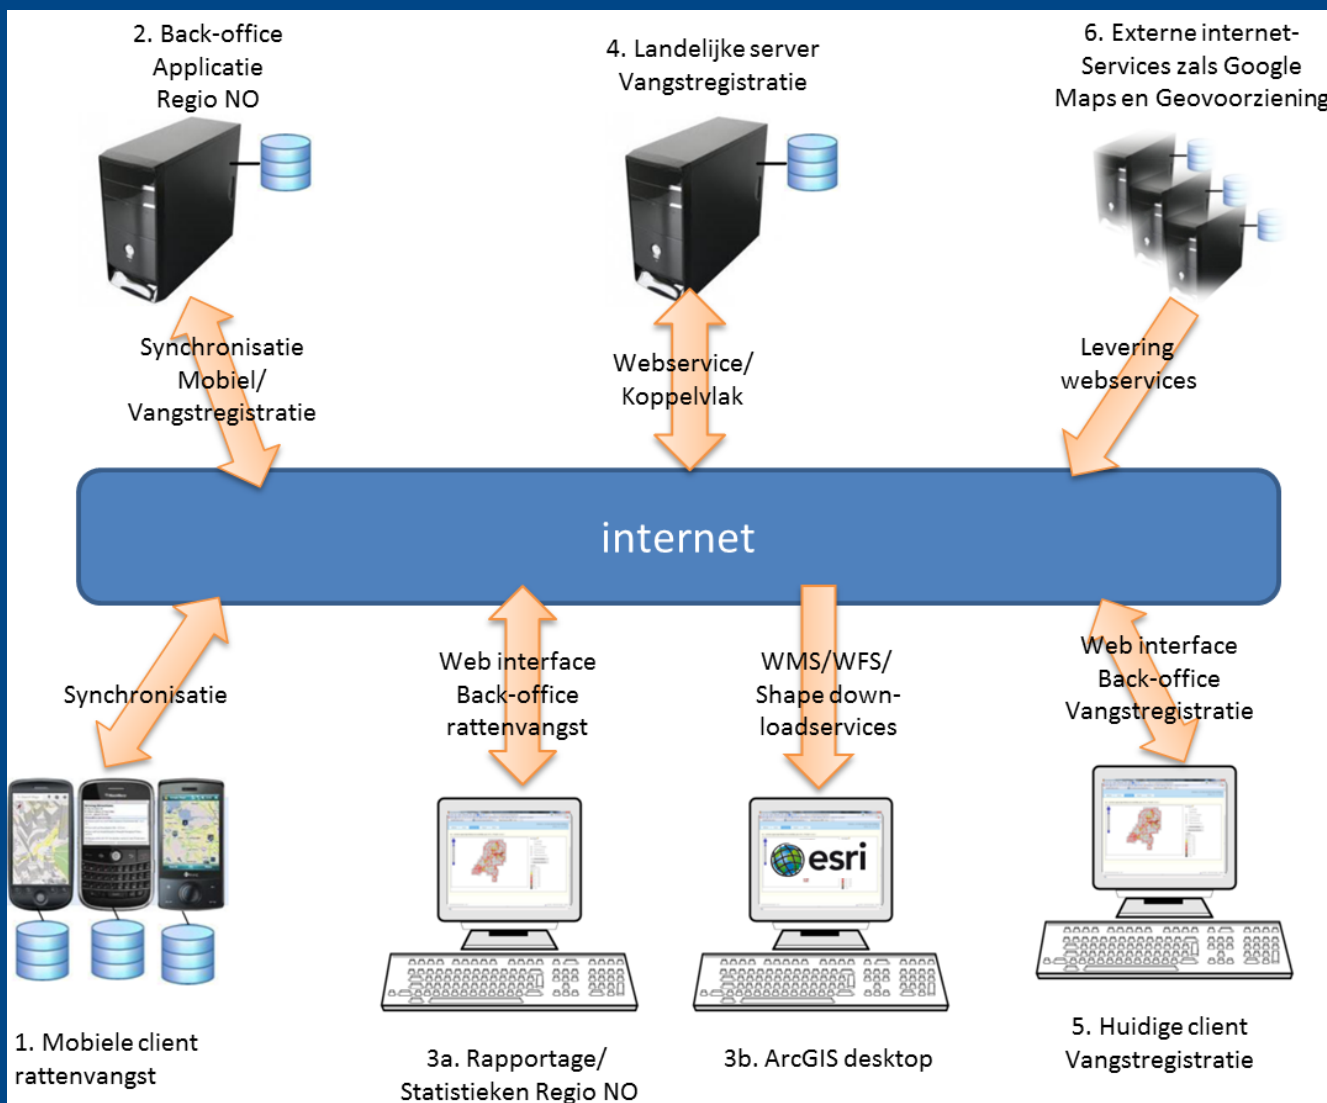 2. Back-office
Applicatie
Regio NO
4. Landelijke server
Vangstregistratie
6. Externe internet-
Services zals Google
Maps en Geovoorziening
Synchronisatie
Mobiel/
Vangstregistratie
Webservice/
Koppelvlak
Levering
webservices
internet
Synchronisatie
Web interface
Back-office
rattenvangst
WMS/WFS/
Shape down-
loadservices
Web interface
Back-office
Vangstregistratie
esri
1. Mobiele client
rattenvangst
3a. Rapportage/
Statistieken Regio NO
3b. ArcGIS desktop
5. Huidige client
Vangstregistratie